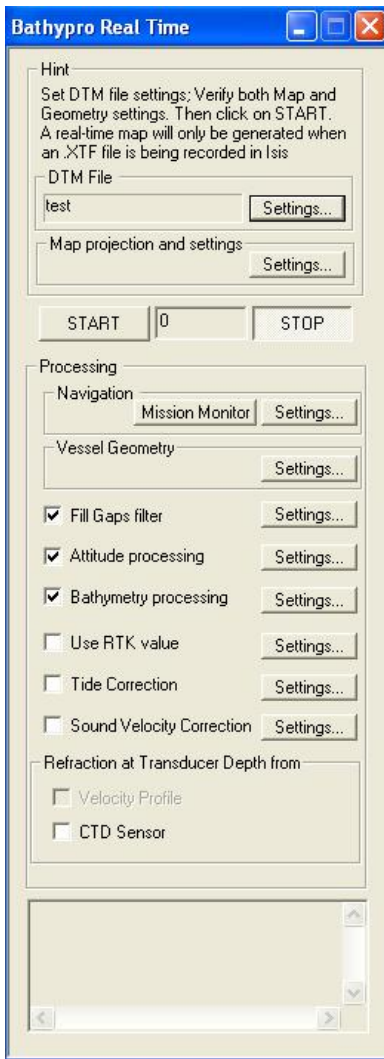 Bathypro Real Time
Hint
Set DTM file settings; Verify both Map and
Geometry settings. Then click on START.
A real-time map will only be generated when
an .XTF file is being recorded in Isis
DTM File
test Settings...
Map projection and settings
Settings...
START 0 STOP
Processing
Navigation
Mission Monitor Settings...
Vessel Geometry
Settings...
Fill Gaps filter Settings...
Attitude processing Settings...
Bathymetry processing Settings...
Use RTK value Settings...
Tide Correction Settings...
Sound Velocity Correction Settings...
Refraction at Transducer Depth from
Velocity Profile
CTD Sensor